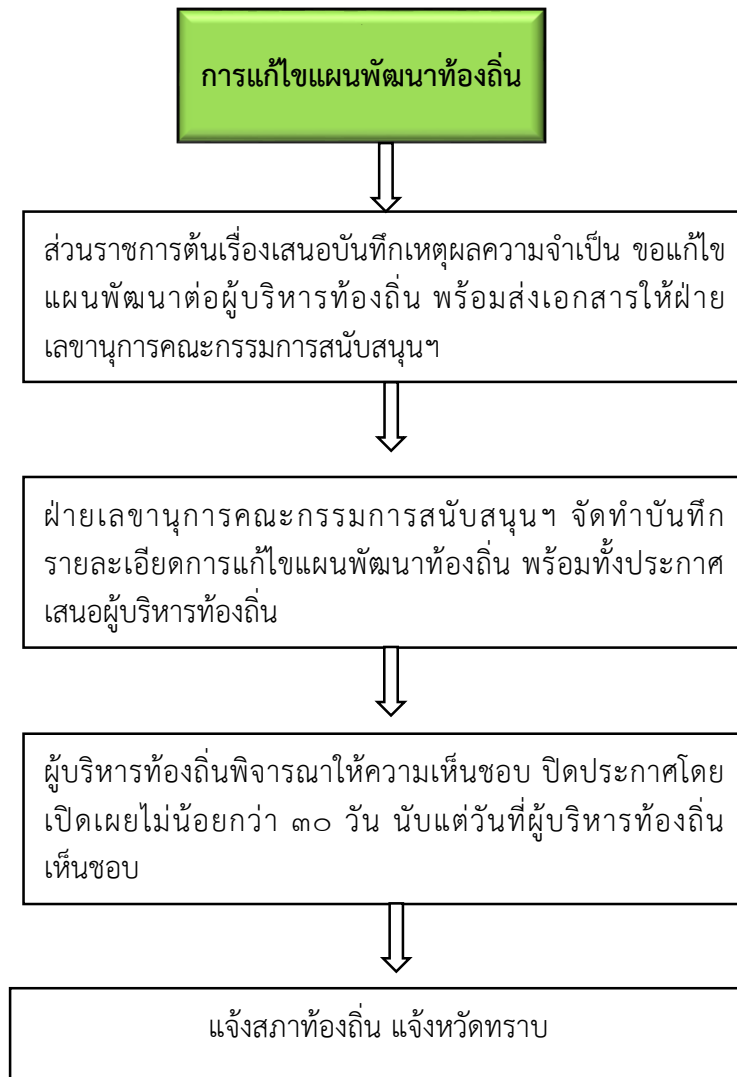 การแก้ไขแผนพัฒนาท้องถิ่น
ส่วนราชการต้นเรื่องเสนอบันทึกเหตุผลความจำเป็น ขอแก้ไข
แผนพัฒนาต่อผู้บริหารท้องถิ่น พร้อมส่งเอกสารให้ฝ่าย
เลขานุการคณะกรรมการสนับสนุนฯ
ฝ่ายเลขานุการคณะกรรมการสนับสนุนฯ จัดทำบันทึก
รายละเอียดการแก้ไขแผนพัฒนาท้องถิ่น พร้อมทั้งประกาศ
เสนอผู้บริหารท้องถิ่น
ผู้บริหารท้องถิ่นพิจารณาให้ความเห็นชอบ ปิดประกาศโดย
เปิดเผยไม่น้อยกว่า ๓๐ วัน นับแต่วันที่ผู้บริหารท้องถิ่น
เห็นชอบ
แจ้งสภาท้องถิ่น แจ้งหวัดทราบ